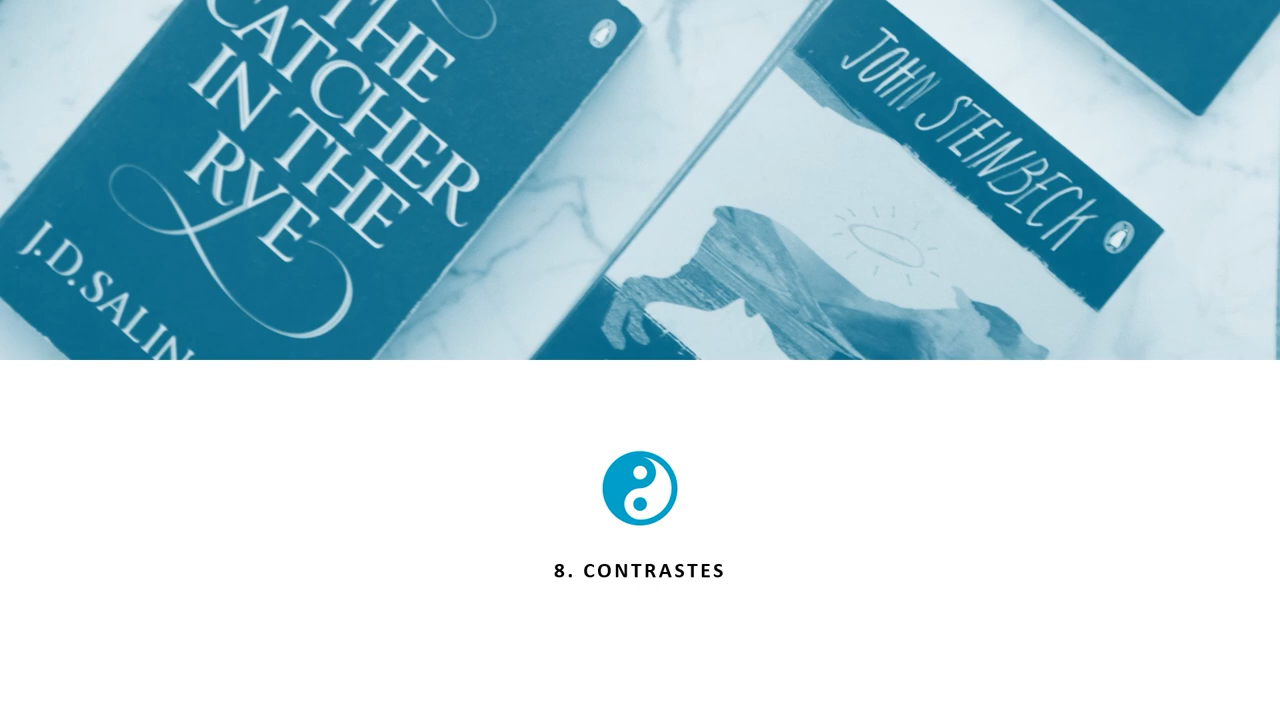 THE
CATCHER
IN THE
RYE
J.D. SALIN
JOHN STEINBECK
8. CONTRASTES